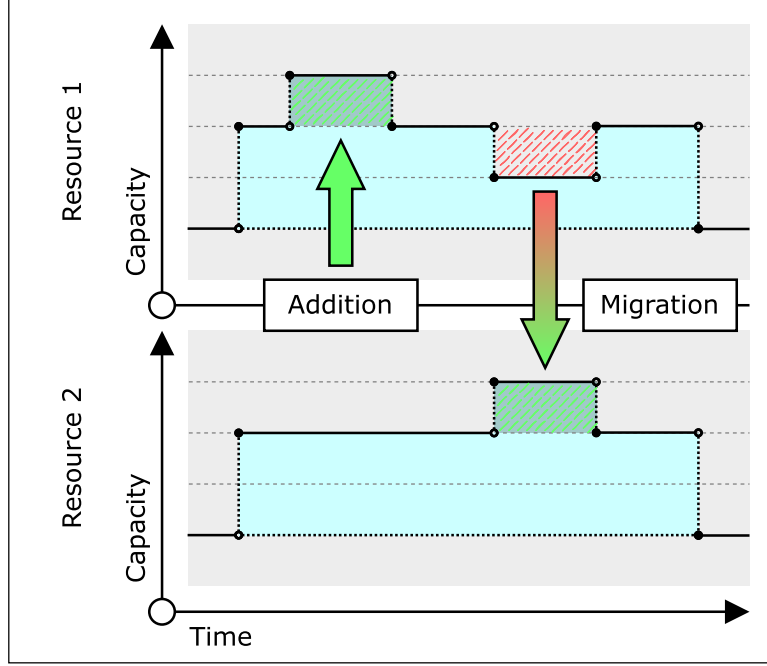 Resource 1
Capacity
Addition
Migration
Resource 2
Capacity
Time